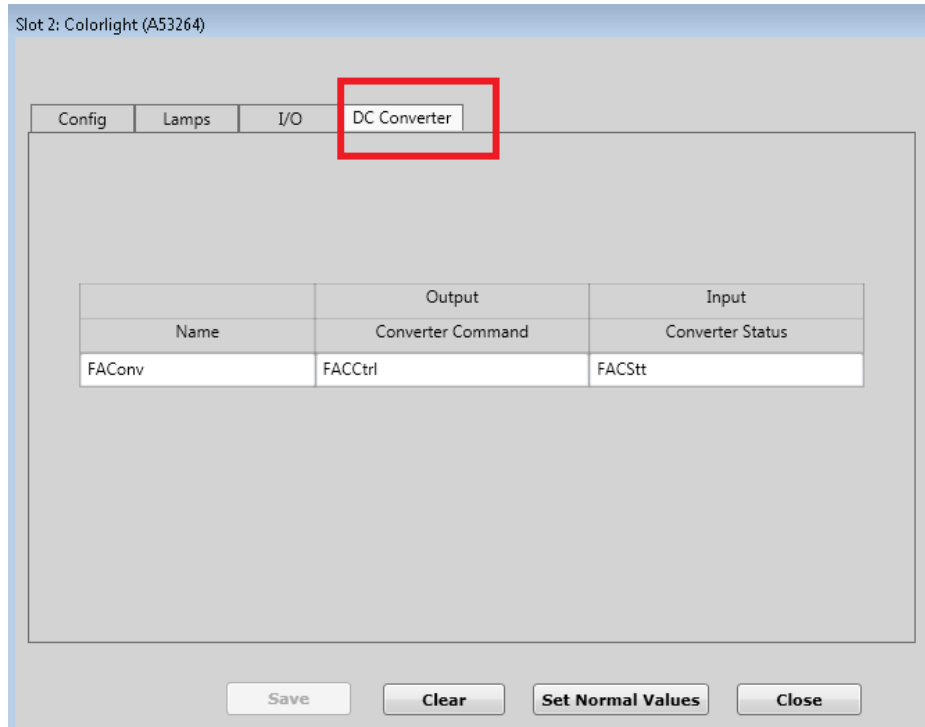 Slot 2: Colorlight (A53264)
Config Lamps I/O DC Converter
Output Input
Name Converter Command Converter Status
FAConv FACCtrl FACStt
Save Clear Set Normal Values Close